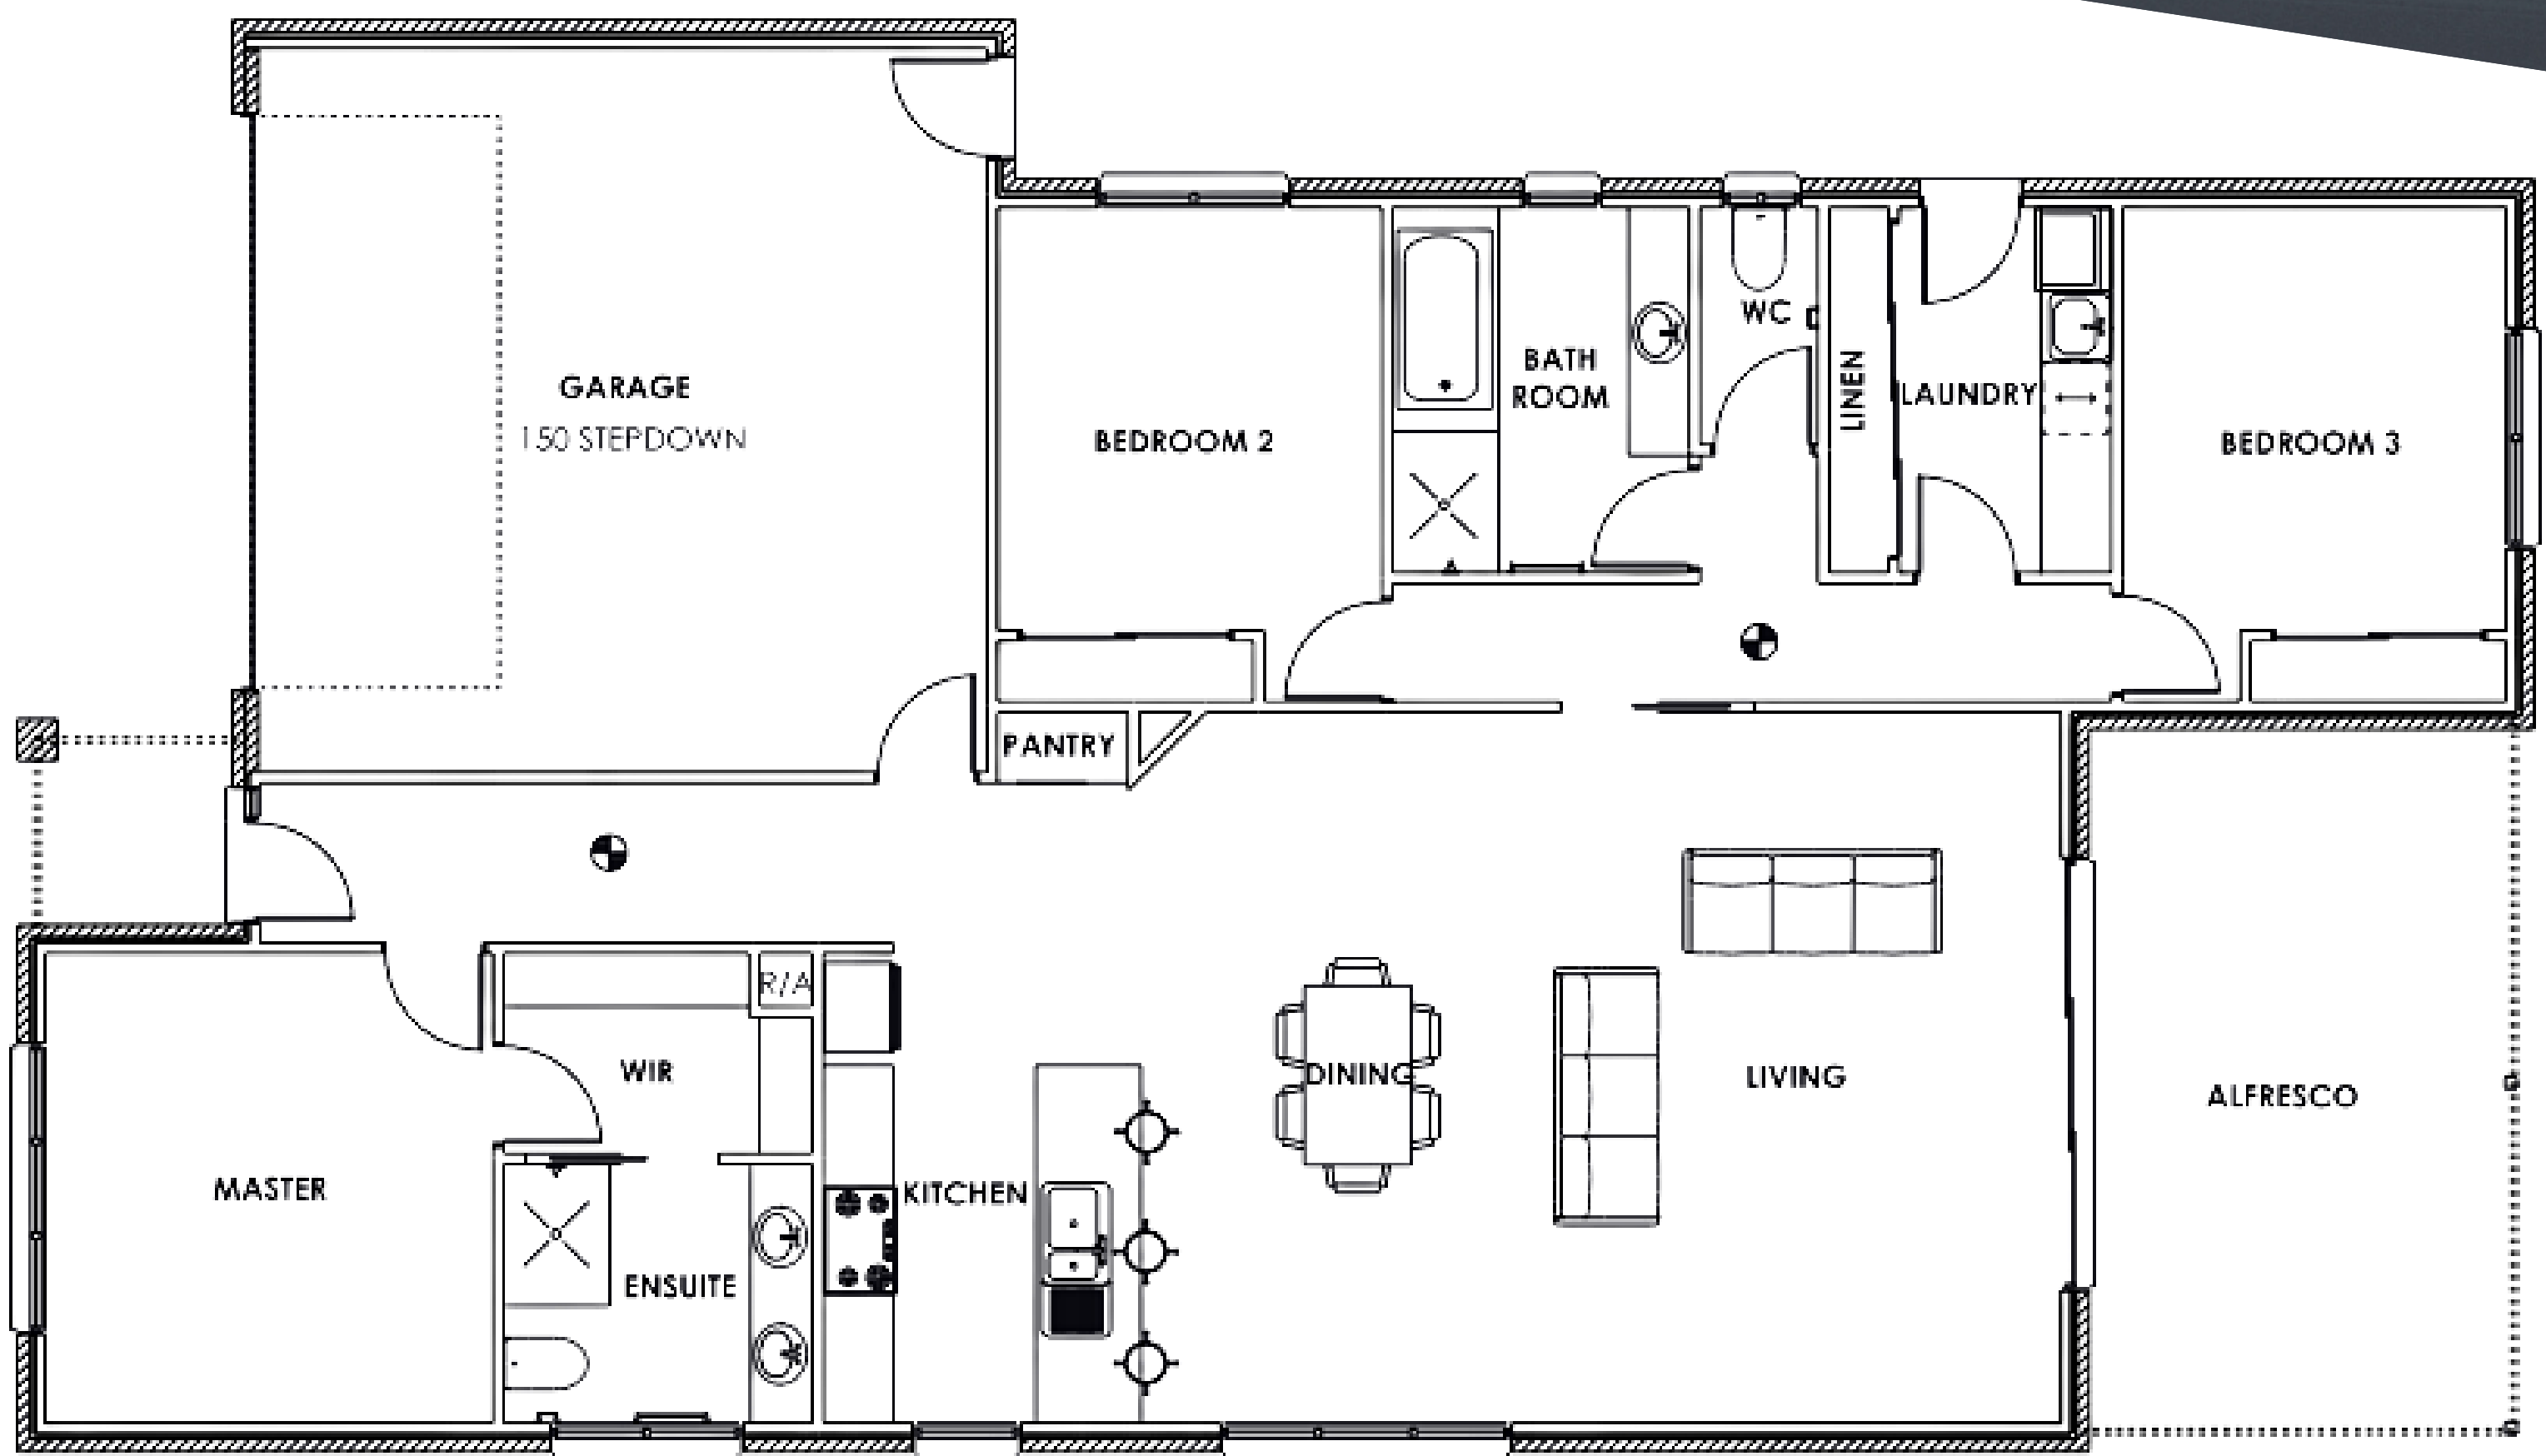 GARAGE
150 STEPDOWN
BEDROOM 2
BATH
ROOM
WC
LINEN
LAUNDRY
BEDROOM 3
PANTRY
R/A
WIR
MASTER
ENSUITE
KITCHEN
DINING
LIVING
ALFRESCO